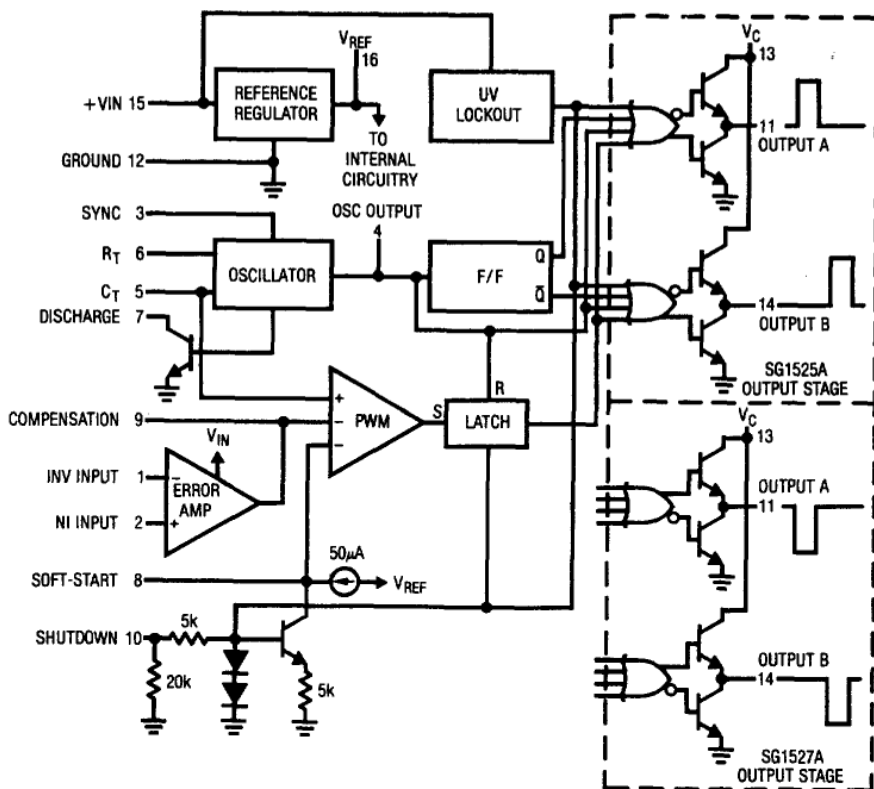 +VIN 15
REFERENCE
REGULATOR
VREF
16
TO
INTERNAL
CIRCUITRY
UV
LOCKOUT
GROUND 12
SYNC 3
RT 6
CT 5
DISCHARGE 7
OSCILLATOR
OSC OUTPUT
4
F/F
Q
Q̅
COMPENSATION 9
INV INPUT 1
NI INPUT 2
VIN
−
ERROR
AMP
+
+
−
−
PWM
S
R
LATCH
SOFT-START 8
50µA
VREF
SHUTDOWN 10
5k
20k
5k
VC
13
11
OUTPUT A
14
OUTPUT B
SG1525A
OUTPUT STAGE
VC
13
OUTPUT A
11
OUTPUT B
14
SG1527A
OUTPUT STAGE